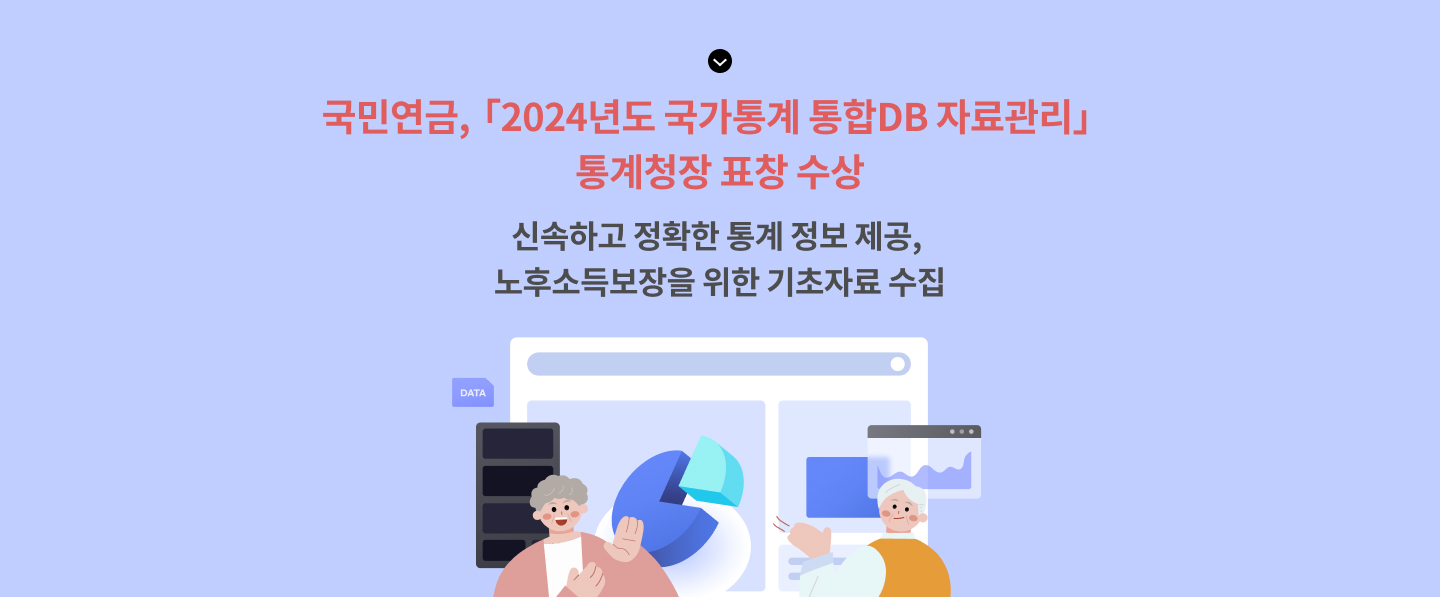 국민연금, 「2024년도 국가통계 통합DB 자료관리」
통계청장 표창 수상
신속하고 정확한 통계 정보 제공,
노후소득보장을 위한 기초자료 수집
DATA